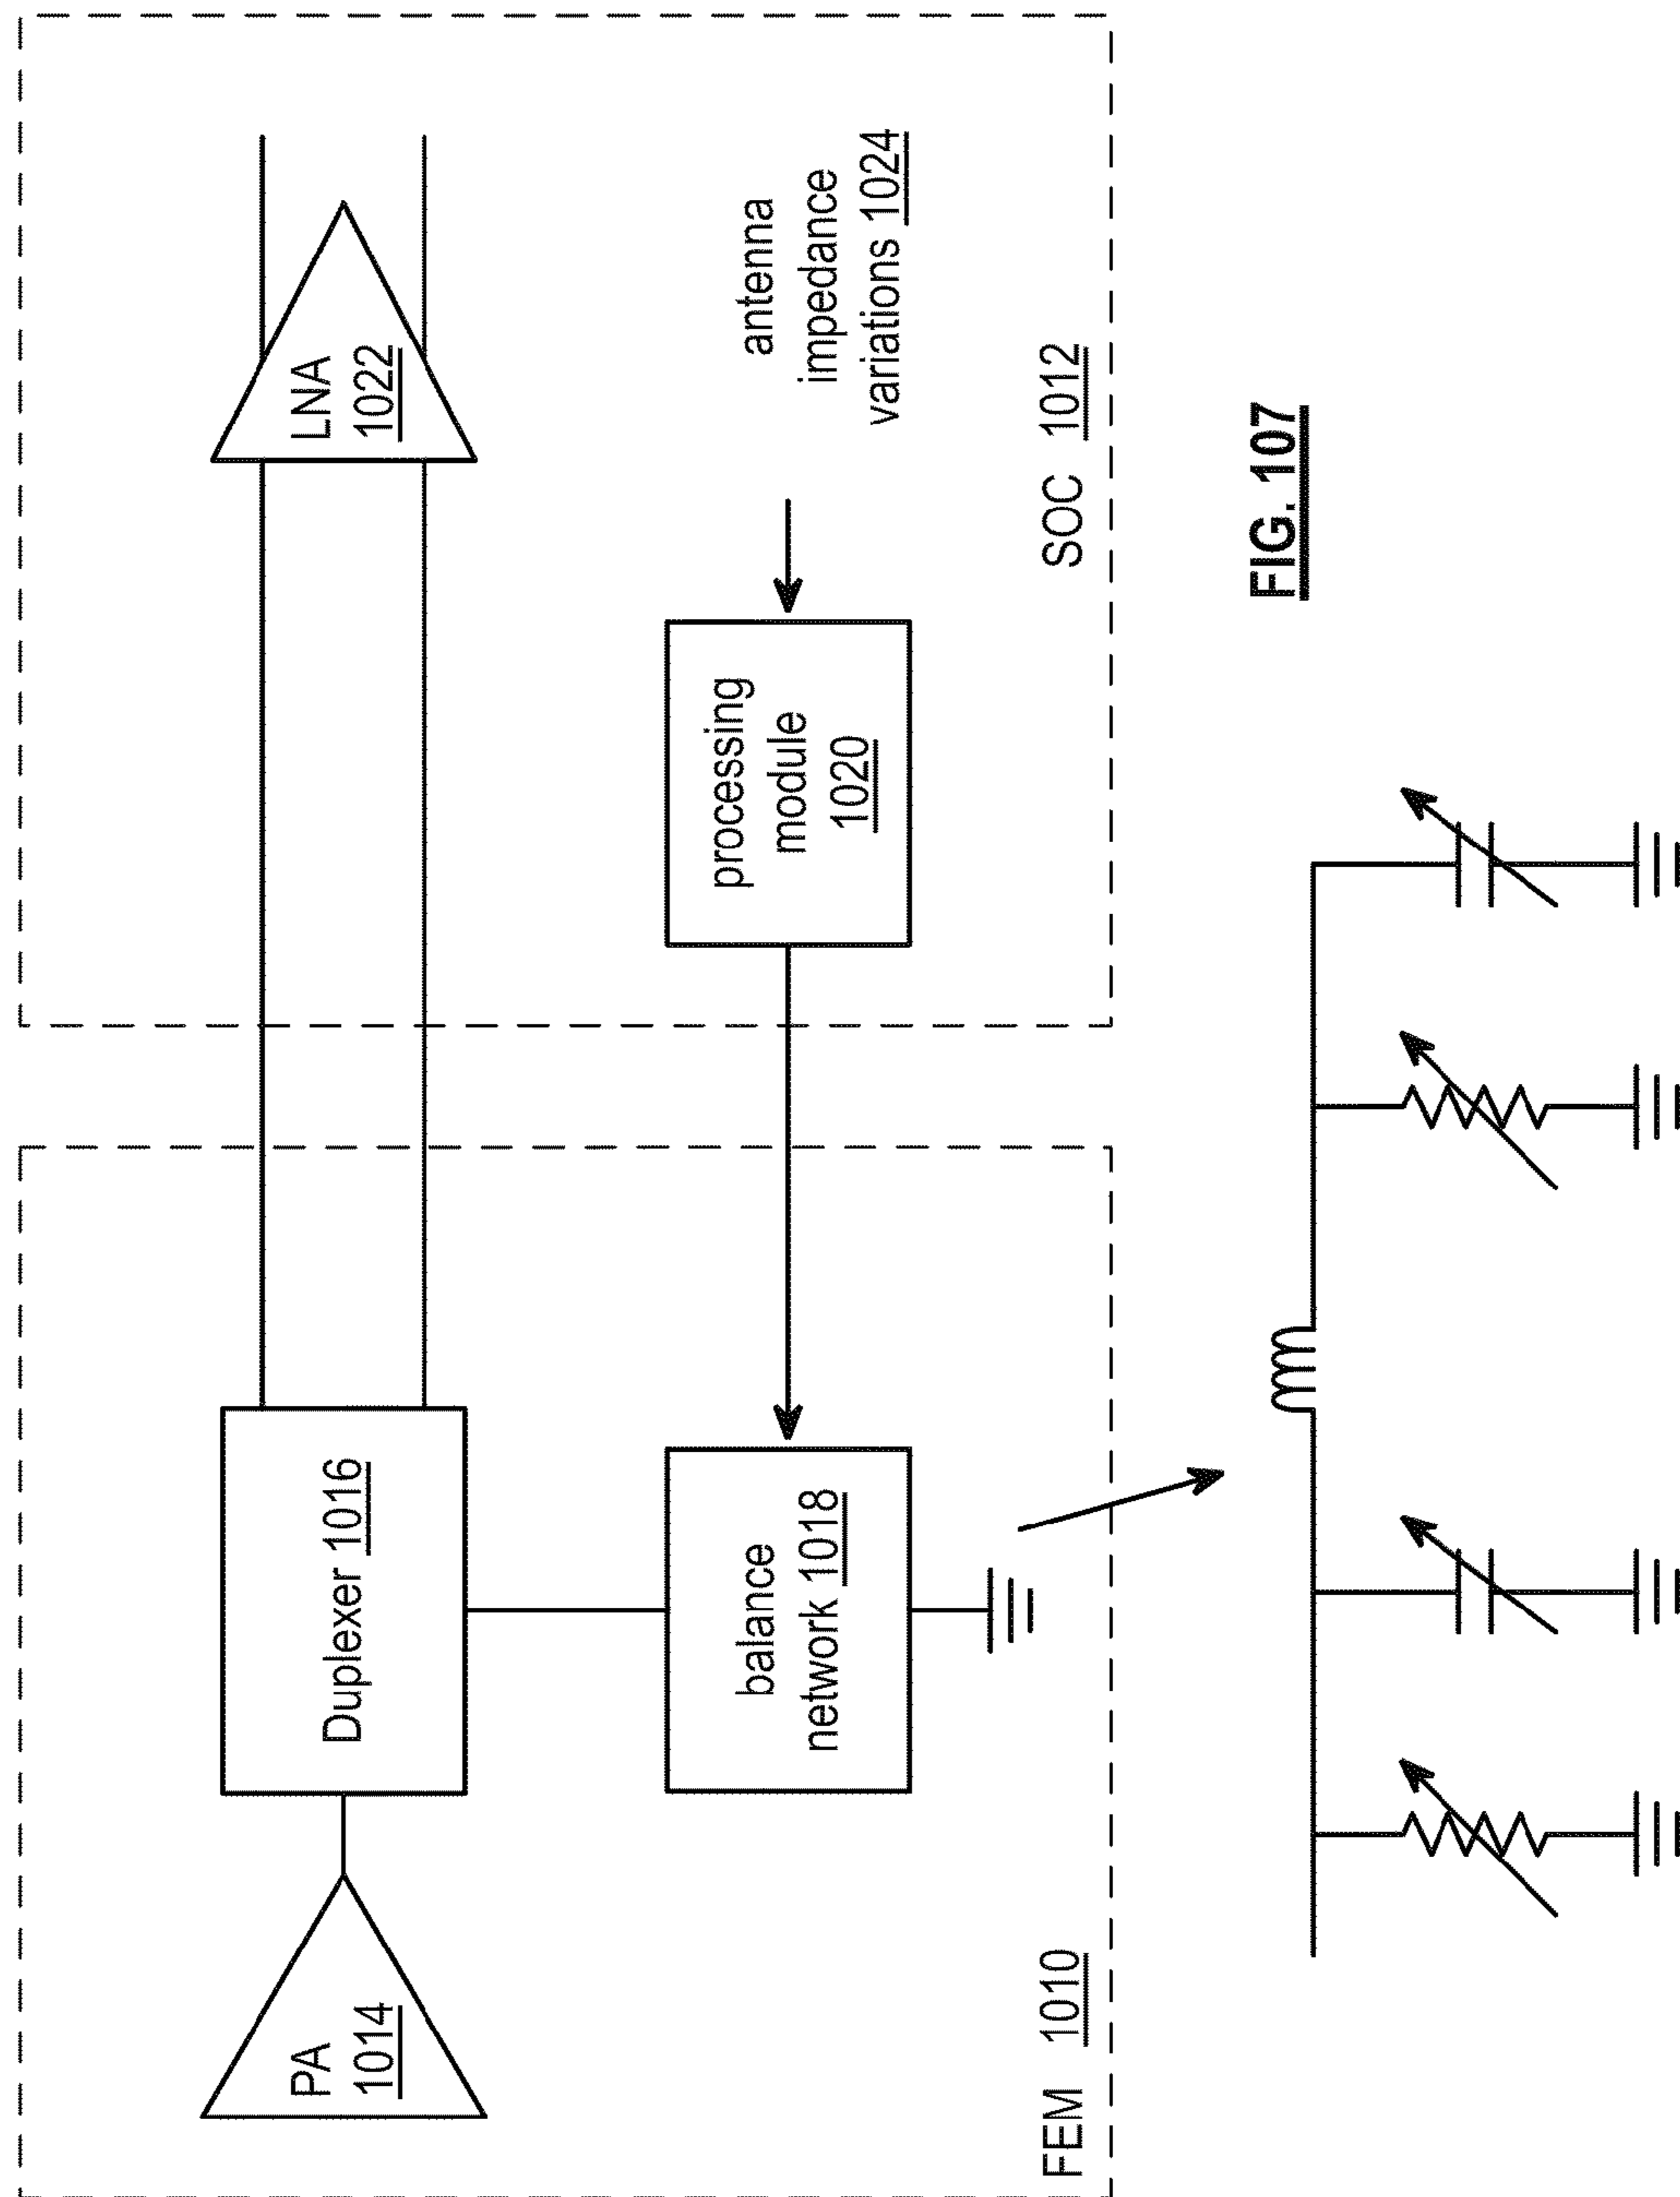 PA
1014
Duplexer 1016
LNA
1022
balance
network 1018
processing
module
1020
antenna
impedance
variations 1024
FEM 1010
SOC 1012
FIG. 107